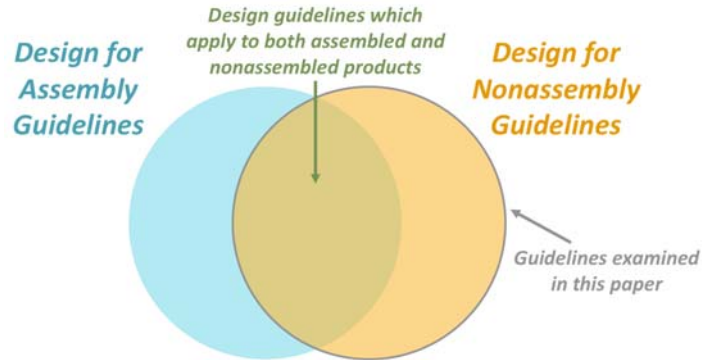 Design for
Assembly
Guidelines
Design guidelines which
apply to both assembled and
nonassembled products
Design for
Nonassembly
Guidelines
Guidelines examined
in this paper